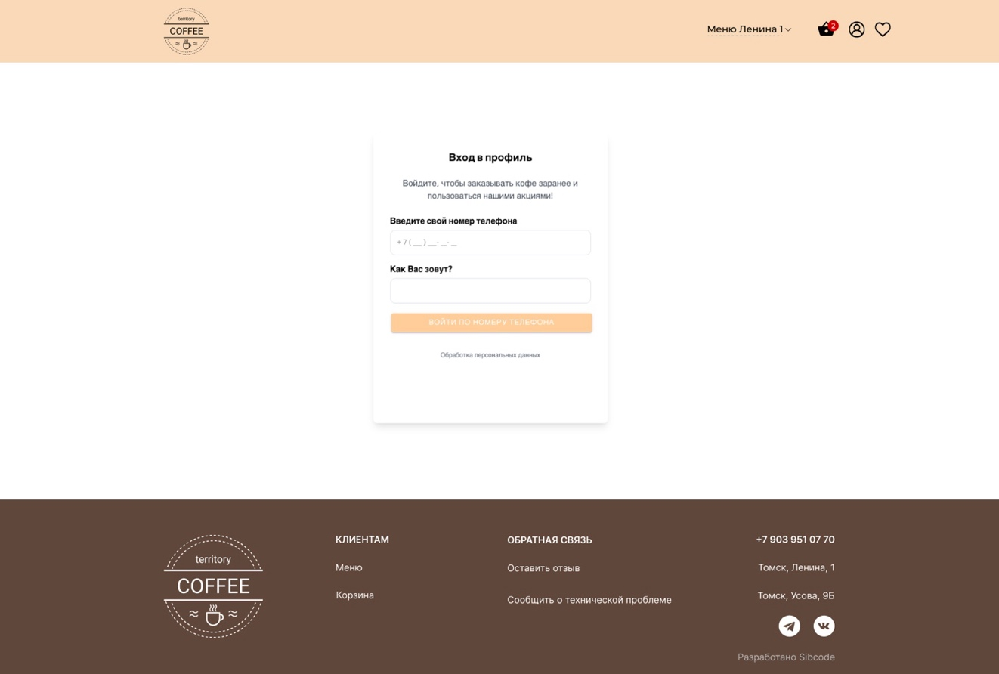 territory
COFFEE
Меню Ленина 1
2
Вход в профиль
Войдите, чтобы заказывать кофе заранее и
пользоваться нашими акциями!
Введите свой номер телефона
+7(__)__-_-_
Как Вас зовут?
ВОЙТИ ПО НОМЕРУ ТЕЛЕФОНА
Обработка персональных данных
territory
COFFEE
КЛИЕНТАМ
Меню
Корзина
ОБРАТНАЯ СВЯЗЬ
Оставить отзыв
Сообщить о технической проблеме
+7 903 951 07 70
Томск, Ленина, 1
Томск, Усова, 9Б
Разработано Sibcode